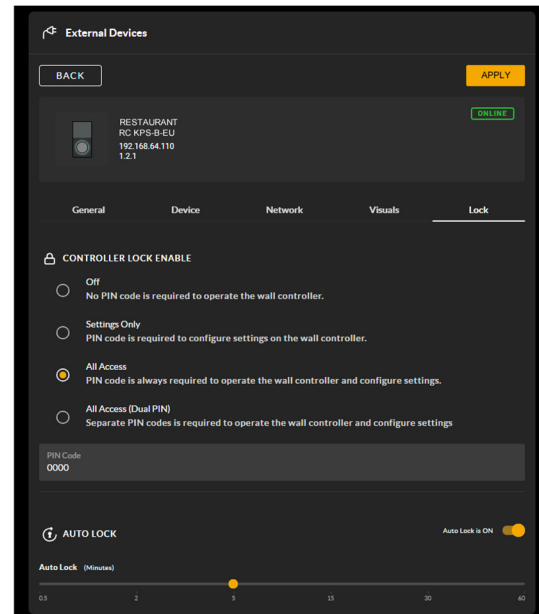 External Devices
BACK
APPLY
RESTAURANT
RC KPS-B-EU
192.168.64.110
1.2.1
ONLINE
General Device Network Visuals Lock
CONTROLLER LOCK ENABLE
Off
No PIN code is required to operate the wall controller.
Settings Only
PIN code is required to configure settings on the wall controller.
All Access
PIN code is always required to operate the wall controller and configure settings.
All Access (Dual PIN)
Separate PIN codes is required to operate the wall controller and configure settings
PIN Code
0000
AUTO LOCK
Auto Lock is ON
Auto Lock (Minutes)
0.5 2 5 15 30 60